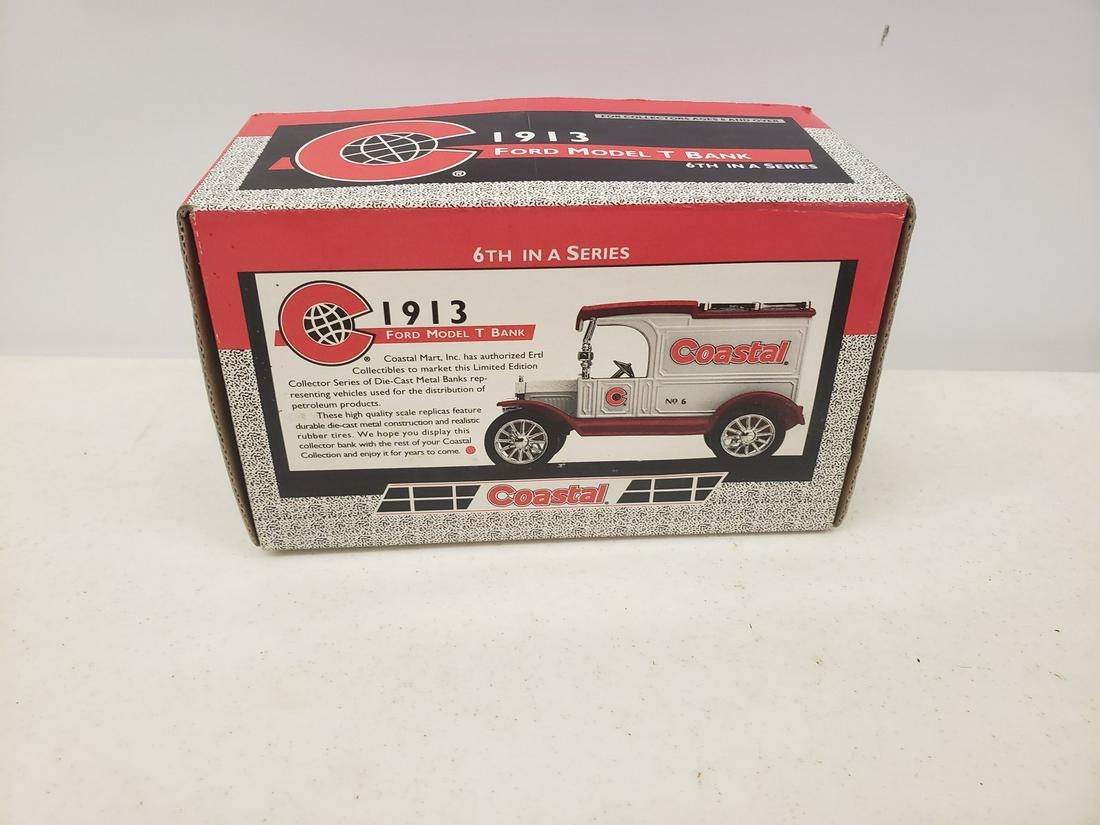 FOR COLLECTORS AGES 8 AND OVER
C 1913
®
FORD MODEL T BANK
6TH IN A SERIES
6TH IN A SERIES
C 1913
FORD MODEL T BANK
®
Coastal Mart, Inc. has authorized Ertl
Collectibles to market this Limited Edition
Collector Series of Die-Cast Metal Banks rep-
resenting vehicles used for the distribution of
petroleum products.
These high quality scale replicas feature
durable die-cast metal construction and realistic
rubber tires. We hope you display this
collector bank with the rest of your Coastal
Collection and enjoy it for years to come.
Coastal
C
No 6
Coastal